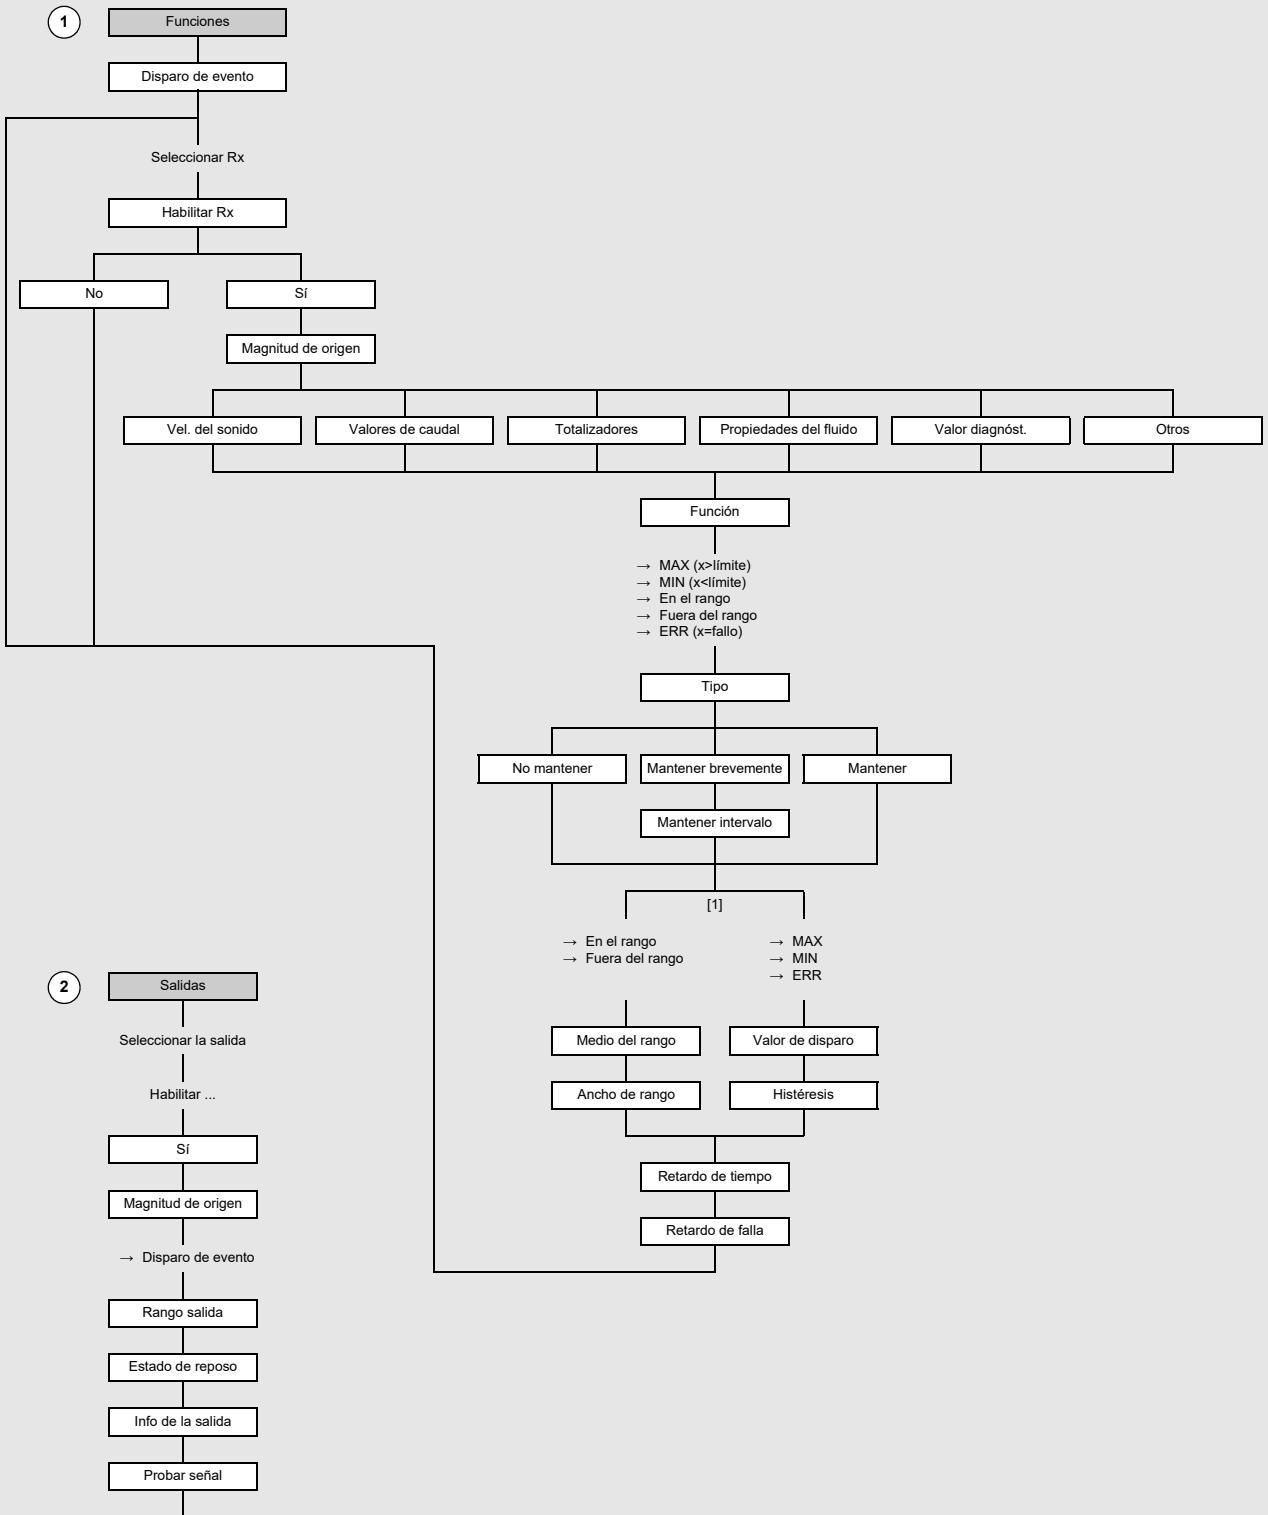 1
Funciones
Disparo de evento
Seleccionar Rx
Habilitar Rx
No
Sí
Magnitud de origen
Vel. del sonido
Valores de caudal
Totalizadores
Propiedades del fluido
Valor diagnóst.
Otros
Función
→ MAX (x>límite)
→ MIN (x<límite)
→ En el rango
→ Fuera del rango
→ ERR (x=fallo)
Tipo
No mantener
Mantener brevemente
Mantener
Mantener intervalo
[1]
→ En el rango
→ Fuera del rango
→ MAX
→ MIN
→ ERR
Medio del rango
Valor de disparo
Ancho de rango
Histéresis
Retardo de tiempo
Retardo de falla
2
Salidas
Seleccionar la salida
Habilitar ...
Sí
Magnitud de origen
→ Disparo de evento
Rango salida
Estado de reposo
Info de la salida
Probar señal